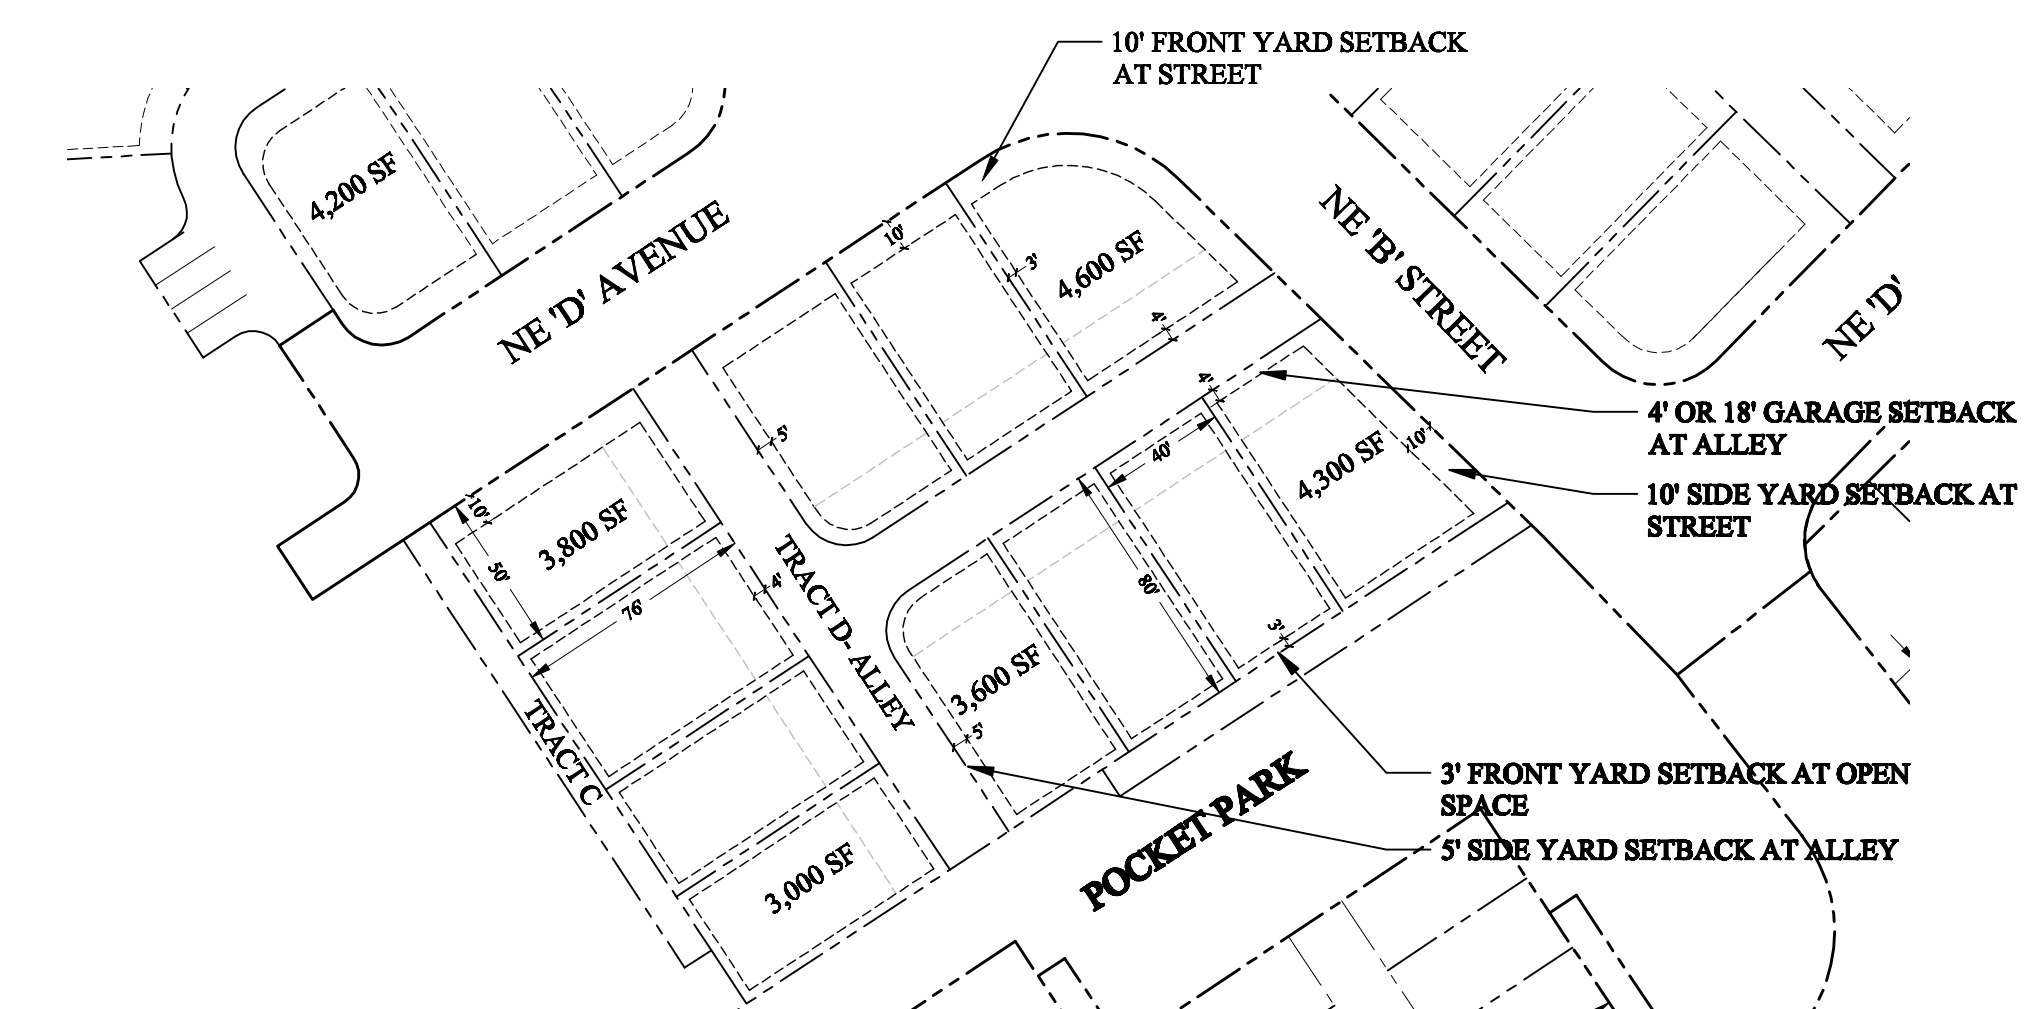 10' FRONT YARD SETBACK
AT STREET
4,200 SF
NE 'D' AVENUE
10'
3'
4,600 SF
4'
NE 'B' STREET
NE 'D'
5'
4'
40'
4,300 SF
10'
4' OR 18' GARAGE SETBACK
AT ALLEY
10' SIDE YARD SETBACK AT
STREET
10'
50'
3,800 SF
76'
4'
TRACT D- ALLEY
80'
3'
3,600 SF
5'
TRACT C
3,000 SF
POCKET PARK
3' FRONT YARD SETBACK AT OPEN
SPACE
5' SIDE YARD SETBACK AT ALLEY